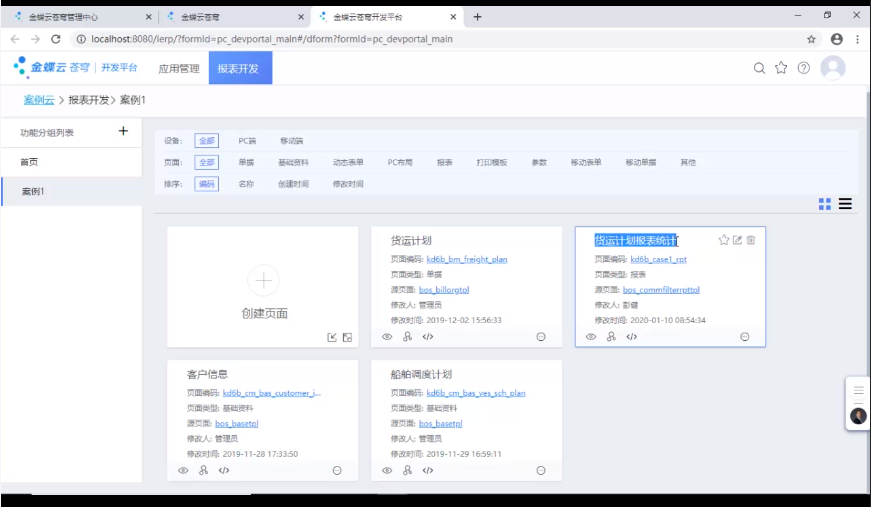 金蝶云苍穹管理中心
金蝶云苍穹
金蝶云苍穹开发平台
localhost:8080/ierp/?formId=pc_devportal_main#/dform?formId=pc_devportal_main
金蝶云 苍穹 | 开发平台 应用管理 报表开发
案例云 > 报表开发 > 案例1
功能分组列表 +
首页
案例1
设备: 全部 PC端 移动端
页面: 全部 单据 基础资料 动态表单 PC布局 报表 打印模板 参数 移动表单 移动单据 其他
排序: 编码 名称 创建时间 修改时间
创建页面
货运计划
页面编码: kd6b_bm_freight_plan
页面类型: 单据
源页面: bos_billorgtpl
修改人: 管理员
修改时间: 2019-12-02 15:56:33
货运计划报表统计
页面编码: kd6b_case1_rpt
页面类型: 报表
源页面: bos_commfilterrpttpl
修改人: 彭健
修改时间: 2020-01-10 08:54:34
客户信息
页面编码: kd6b_cm_bas_customer_i...
页面类型: 基础资料
源页面: bos_basetpl
修改人: 管理员
修改时间: 2019-11-28 17:33:50
船舶调度计划
页面编码: kd6b_cm_bas_ves_sch_plan
页面类型: 基础资料
源页面: bos_basetpl
修改人: 管理员
修改时间: 2019-11-29 16:59:11